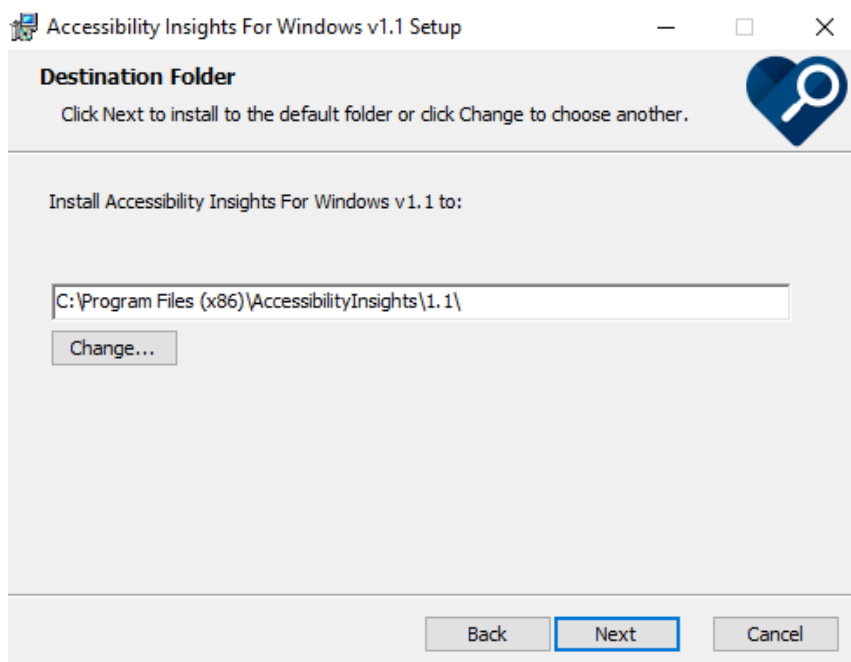 Accessibility Insights For Windows v1.1 Setup
Destination Folder
Click Next to install to the default folder or click Change to choose another.
Install Accessibility Insights For Windows v1.1 to:
C:\Program Files (x86)\AccessibilityInsights\1.1\
Change...
Back Next Cancel